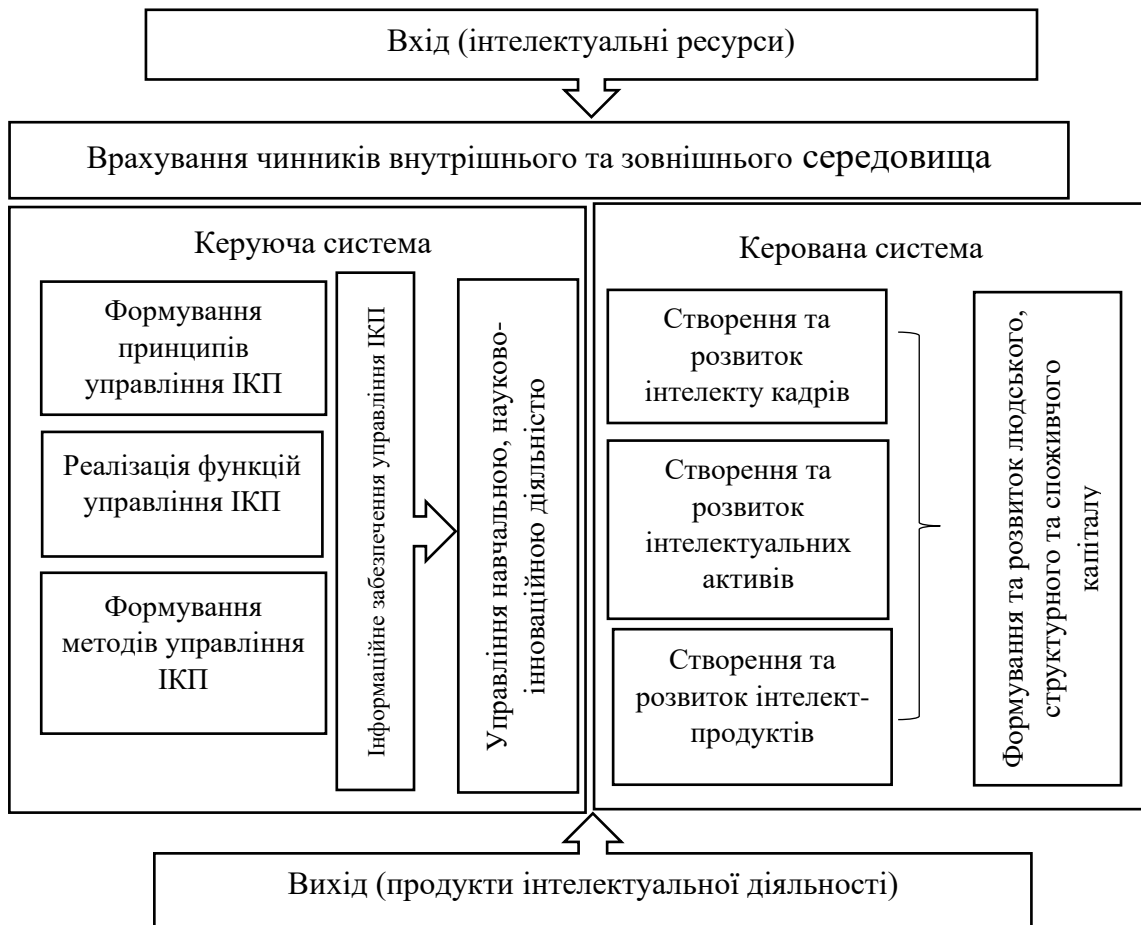 Вхід (інтелектуальні ресурси)
Врахування чинників внутрішнього та зовнішнього середовища
Керуюча система
Формування
принципів
управління ІКП
Реалізація функцій
управління ІКП
Формування
методів управління
ІКП
Інформаційне забезпечення управління ІКП
Управління навчальною, науково-
інноваційною діяльністю
Керована система
Створення та
розвиток
інтелекту кадрів
Створення та
розвиток
інтелектуальних
активів
Створення та
розвиток інтелект-
продуктів
Формування та розвиток людського,
структурного та споживчого
капіталу
Вихід (продукти інтелектуальної діяльності)